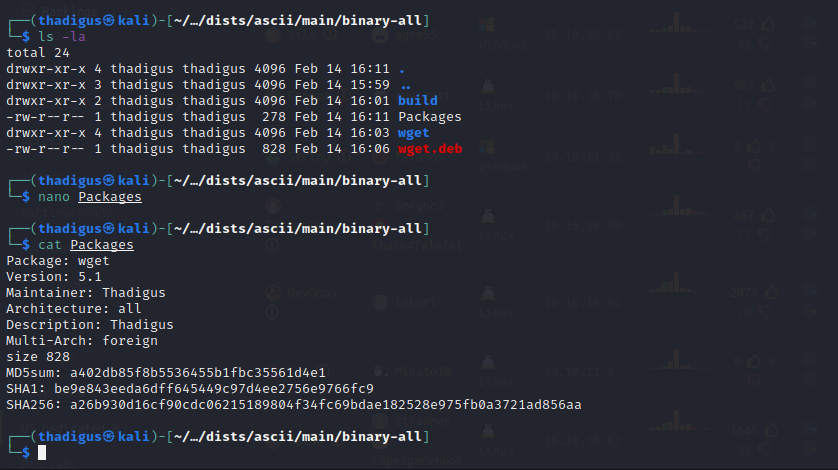 ┌──(thadigus㉿kali)-[~/…/dists/ascii/main/binary-all]
└─$ ls -la
total 24
drwxr-xr-x 4 thadigus thadigus 4096 Feb 14 16:11 .
drwxr-xr-x 3 thadigus thadigus 4096 Feb 14 15:59 ..
drwxr-xr-x 2 thadigus thadigus 4096 Feb 14 16:01 build
-rw-r--r-- 1 thadigus thadigus  278 Feb 14 16:11 Packages
drwxr-xr-x 4 thadigus thadigus 4096 Feb 14 16:03 wget
-rw-r--r-- 1 thadigus thadigus  828 Feb 14 16:06 wget.deb
┌──(thadigus㉿kali)-[~/…/dists/ascii/main/binary-all]
└─$ nano Packages
┌──(thadigus㉿kali)-[~/…/dists/ascii/main/binary-all]
└─$ cat Packages
Package: wget
Version: 5.1
Maintainer: Thadigus
Architecture: all
Description: Thadigus
Multi-Arch: foreign
size 828
MD5sum: a402db85f8b5536455b1fbc35561d4e1
SHA1: be9e843eeda6dff645449c97d4ee2756e9766fc9
SHA256: a26b930d16cf90cdc06215189804f34fc69bdae182528e975fb0a3721ad856aa
┌──(thadigus㉿kali)-[~/…/dists/ascii/main/binary-all]
└─$